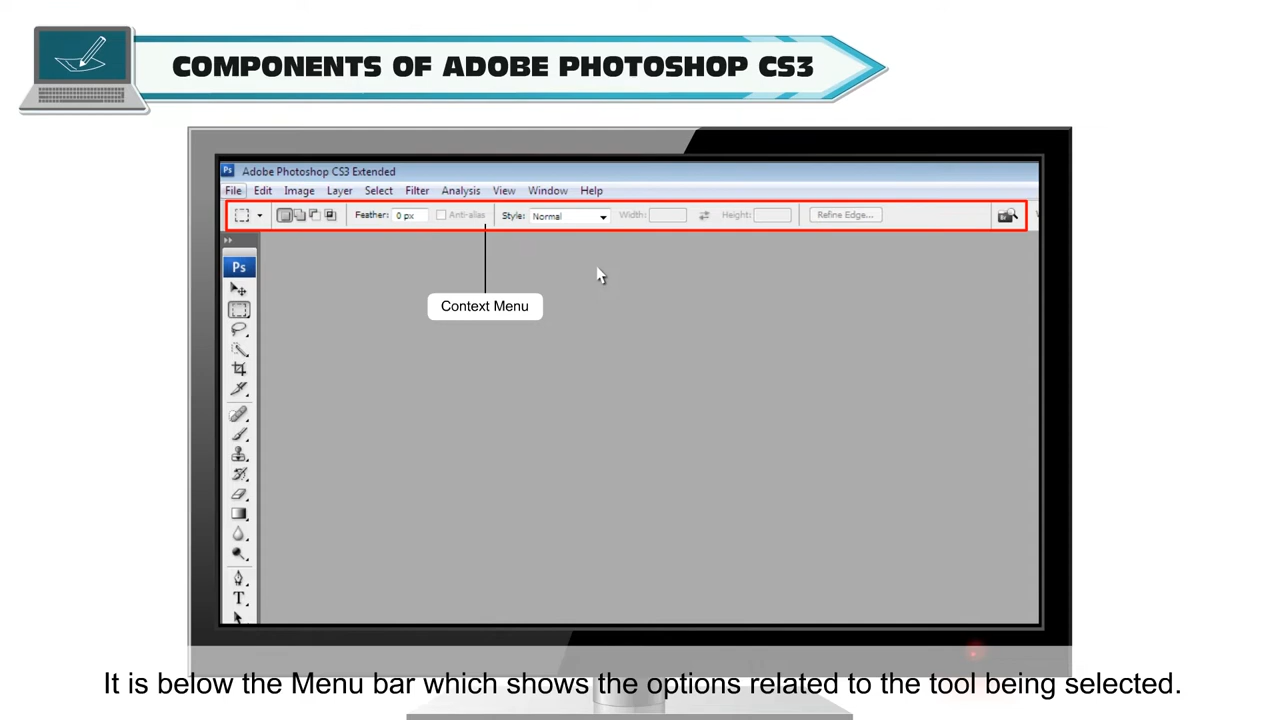 COMPONENTS OF ADOBE PHOTOSHOP CS3
Ps Adobe Photoshop CS3 Extended
File Edit Image Layer Select Filter Analysis View Window Help
Feather: 0 px Anti-alias Style: Normal Width: Height: Refine Edge...
Ps
Context Menu
T
It is below the Menu bar which shows the options related to the tool being selected.